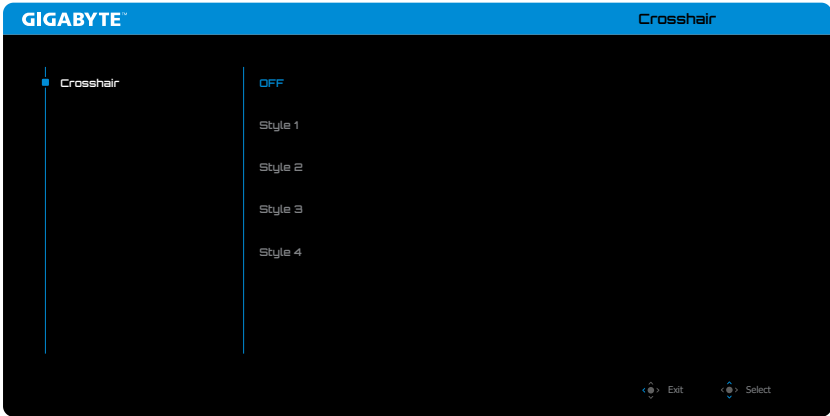 GIGABYTE™
Crosshair
Crosshair
OFF
Style 1
Style 2
Style 3
Style 4
Exit
Select